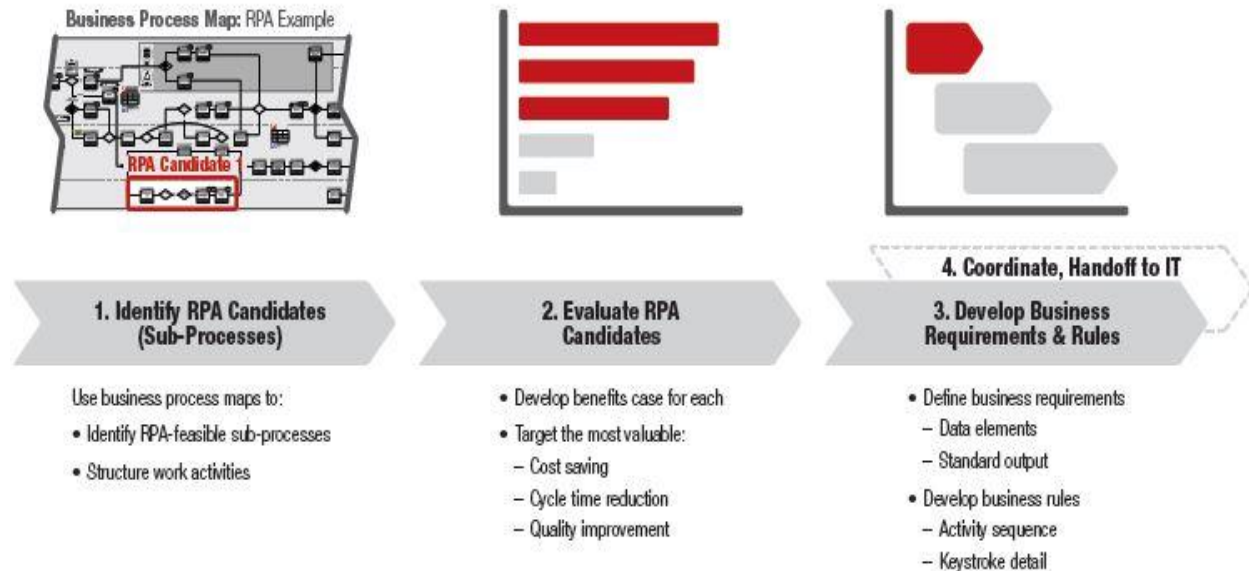 Business Process Map: RPA Example
RPA Candidate 1
1. Identify RPA Candidates
(Sub-Processes)
Use business process maps to:
• Identify RPA-feasible sub-processes
• Structure work activities
2. Evaluate RPA
Candidates
• Develop benefits case for each
• Target the most valuable:
– Cost saving
– Cycle time reduction
– Quality improvement
4. Coordinate, Handoff to IT
3. Develop Business
Requirements & Rules
• Define business requirements
– Data elements
– Standard output
• Develop business rules
– Activity sequence
– Keystroke detail